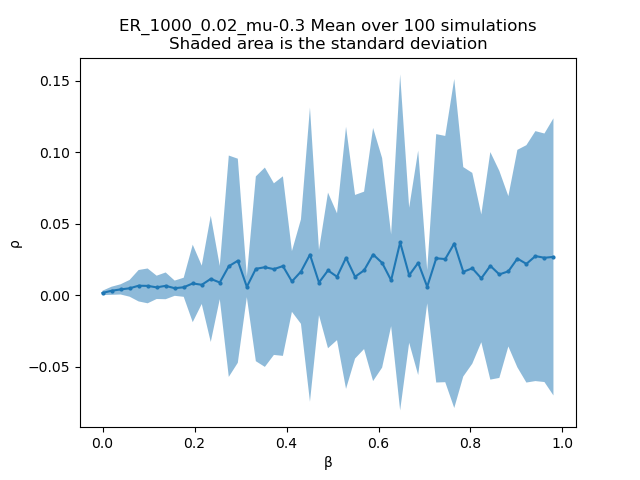 ER_1000_0.02_mu-0.3 Mean over 100 simulations
Shaded area is the standard deviation
0.15
0.10
0.05
0.00
−0.05
ρ
0.0 0.2 0.4 0.6 0.8 1.0
β